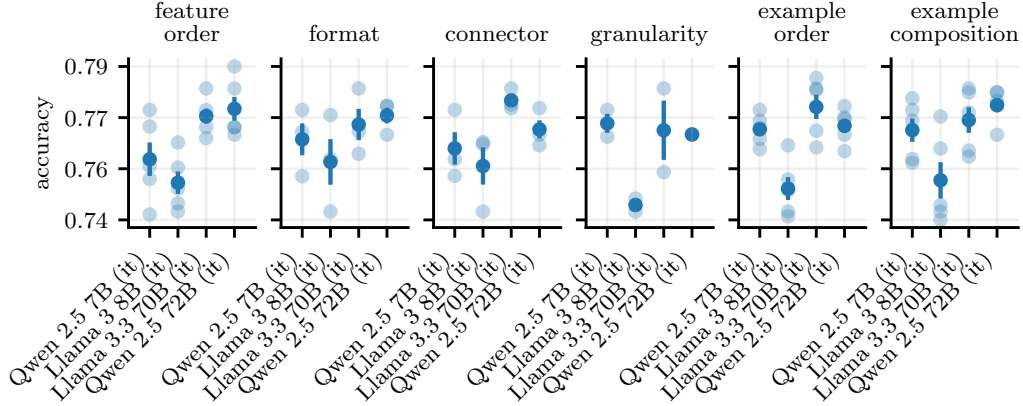 feature
order
format
connector
granularity
example
order
example
composition
accuracy
0.79
0.77
0.76
0.74
Qwen 2.5 7B (it)
Llama 3 8B (it)
Llama 3.3 70B (it)
Qwen 2.5 72B (it)
Qwen 2.5 7B (it)
Llama 3 8B (it)
Llama 3.3 70B (it)
Qwen 2.5 72B (it)
Qwen 2.5 7B (it)
Llama 3 8B (it)
Llama 3.3 70B (it)
Qwen 2.5 72B (it)
Qwen 2.5 7B (it)
Llama 3 8B (it)
Llama 3.3 70B (it)
Qwen 2.5 72B (it)
Qwen 2.5 7B (it)
Llama 3 8B (it)
Llama 3.3 70B (it)
Qwen 2.5 72B (it)
Qwen 2.5 7B (it)
Llama 3 8B (it)
Llama 3.3 70B (it)
Qwen 2.5 72B (it)